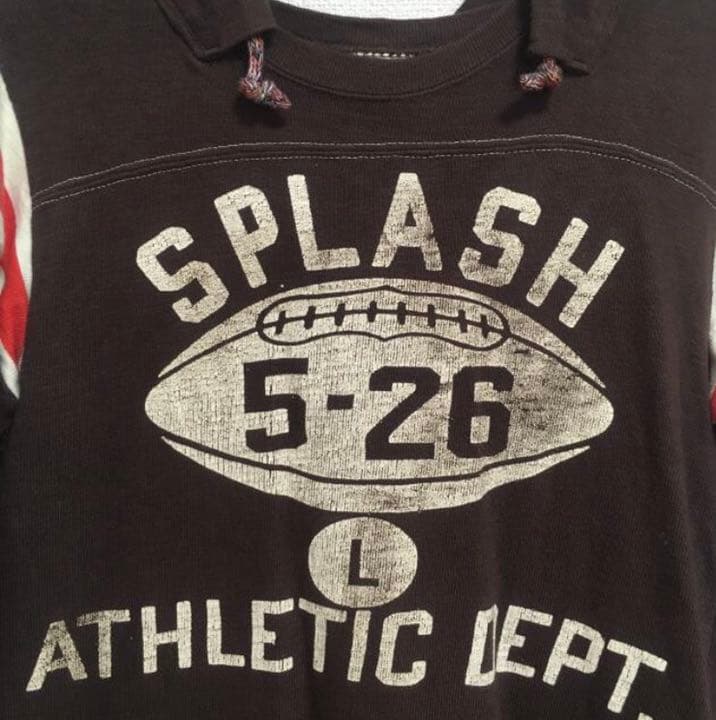 SPLASH
5-26
L
ATHLETIC DEPT.